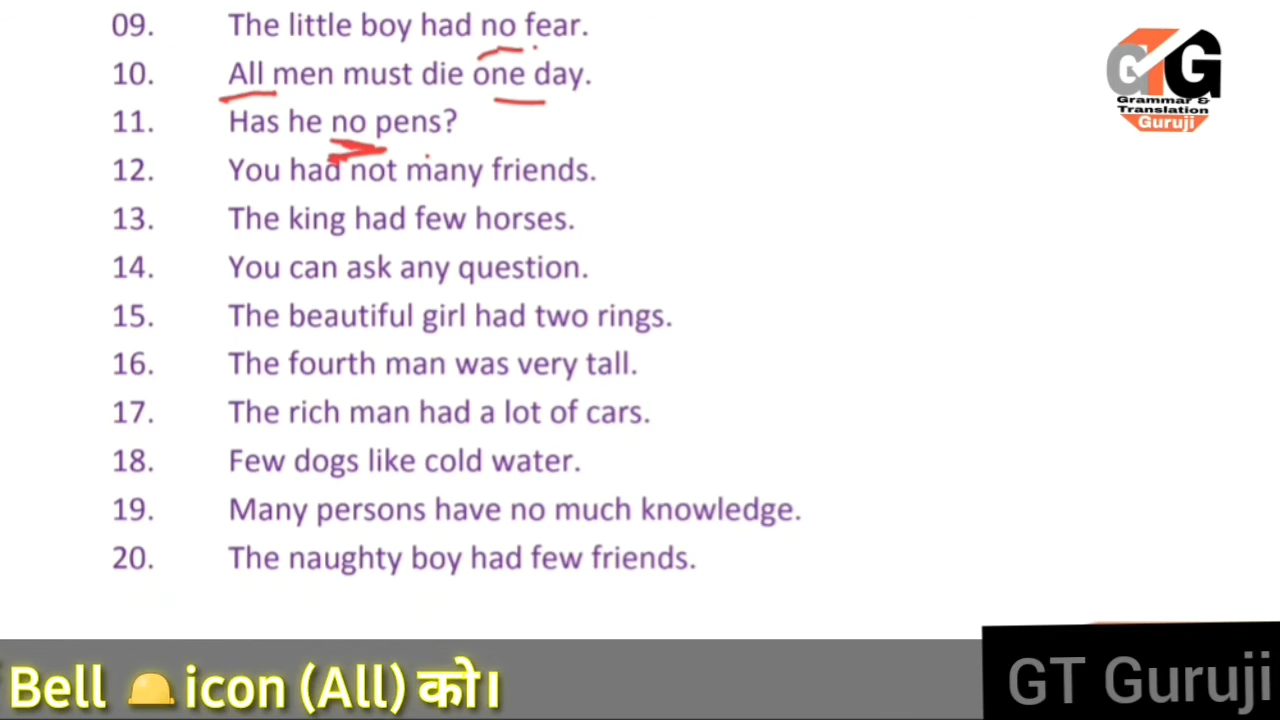 09. The little boy had no fear.
10. All men must die one day.
11. Has he no pens?
12. You had not many friends.
13. The king had few horses.
14. You can ask any question.
15. The beautiful girl had two rings.
16. The fourth man was very tall.
17. The rich man had a lot of cars.
18. Few dogs like cold water.
19. Many persons have no much knowledge.
20. The naughty boy had few friends.
GTG
Grammar &
Translation
Guruji
Bell icon (All) को।
GT Guruji